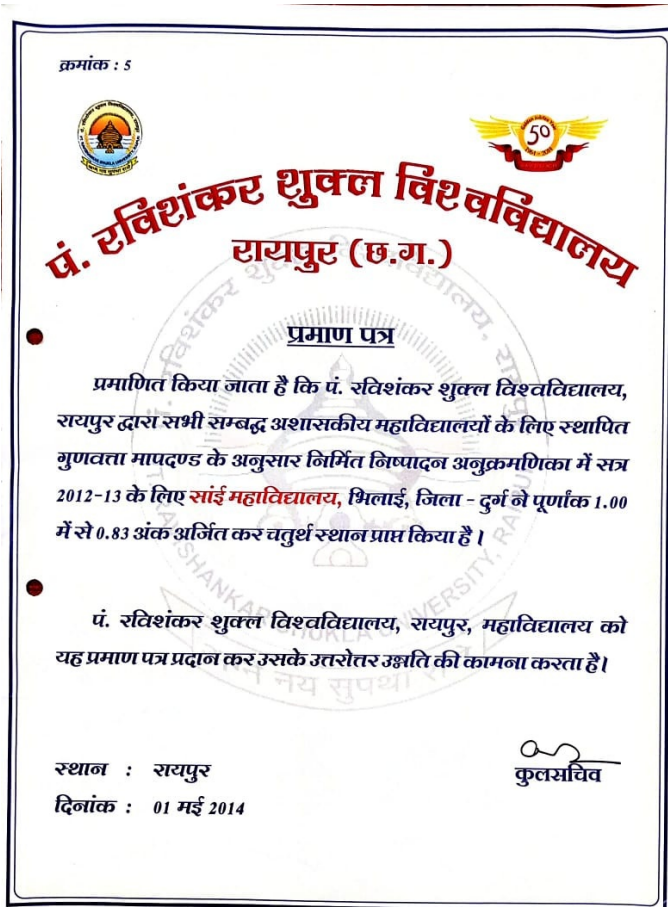 क्रमांक : 5
50
पं. रविशंकर शुक्ल विश्वविद्यालय
रायपुर (छ.ग.)
प्रमाण पत्र
प्रमाणित किया जाता है कि पं. रविशंकर शुक्ल विश्वविद्यालय,
रायपुर द्वारा सभी सम्बद्ध अशासकीय महाविद्यालयों के लिए स्थापित
गुणवत्ता मापदण्ड के अनुसार निर्मित निष्पादन अनुक्रमणिका में सत्र
2012-13 के लिए सांई महाविद्यालय, भिलाई, जिला - दुर्ग ने पूर्णांक 1.00
में से 0.83 अंक अर्जित कर चतुर्थ स्थान प्राप्त किया है।
पं. रविशंकर शुक्ल विश्वविद्यालय, रायपुर, महाविद्यालय को
यह प्रमाण पत्र प्रदान कर उसके उत्तरोत्तर उन्नति की कामना करता है।
स्थान : रायपुर
कुलसचिव
दिनांक : 01 मई 2014